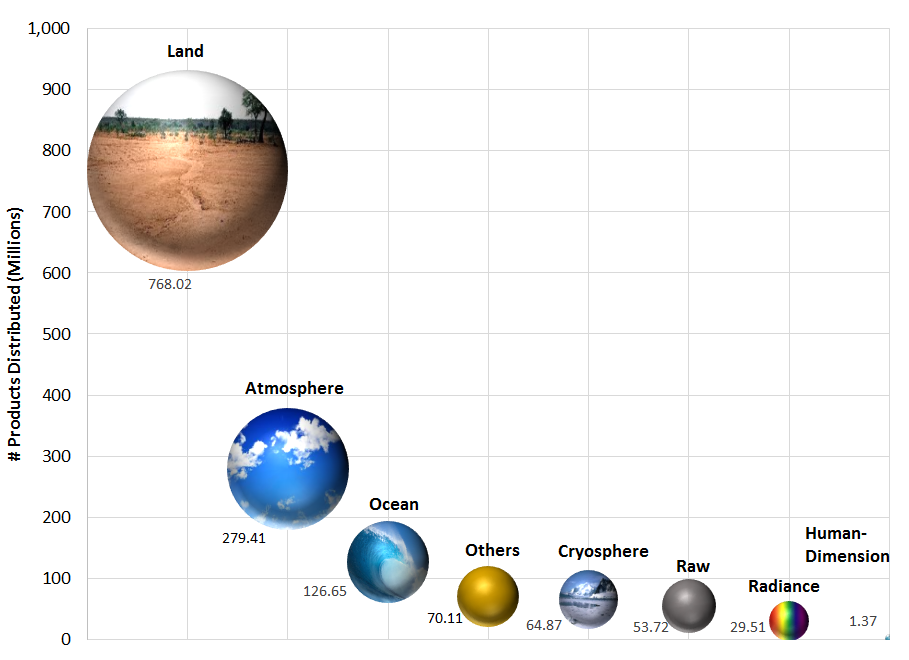 1,000
Land
900
800
700
600
768.02
500
400
Atmosphere
300
279.41
200
Ocean
126.65
100
Others
70.11
Cryosphere
64.87
Raw
53.72
Radiance
29.51
Human-
Dimension
1.37
0
# Products Distributed (Millions)